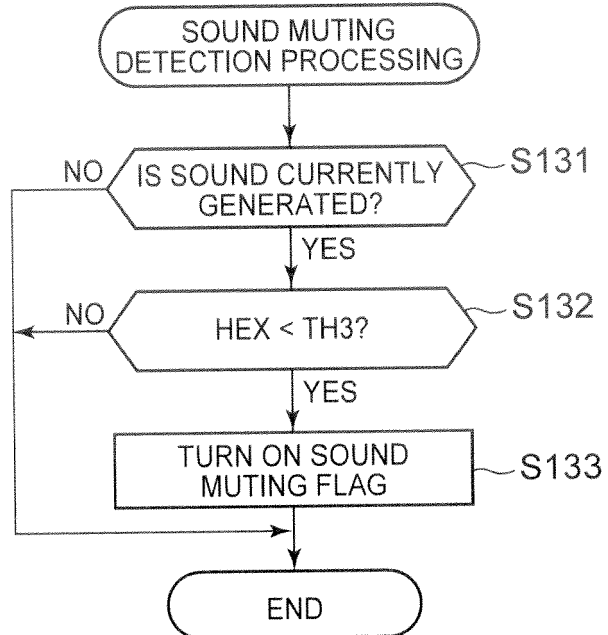 SOUND MUTING
DETECTION PROCESSING
NO
IS SOUND CURRENTLY
GENERATED?
S131
YES
NO
HEX < TH3?
S132
YES
TURN ON SOUND
MUTING FLAG
S133
END